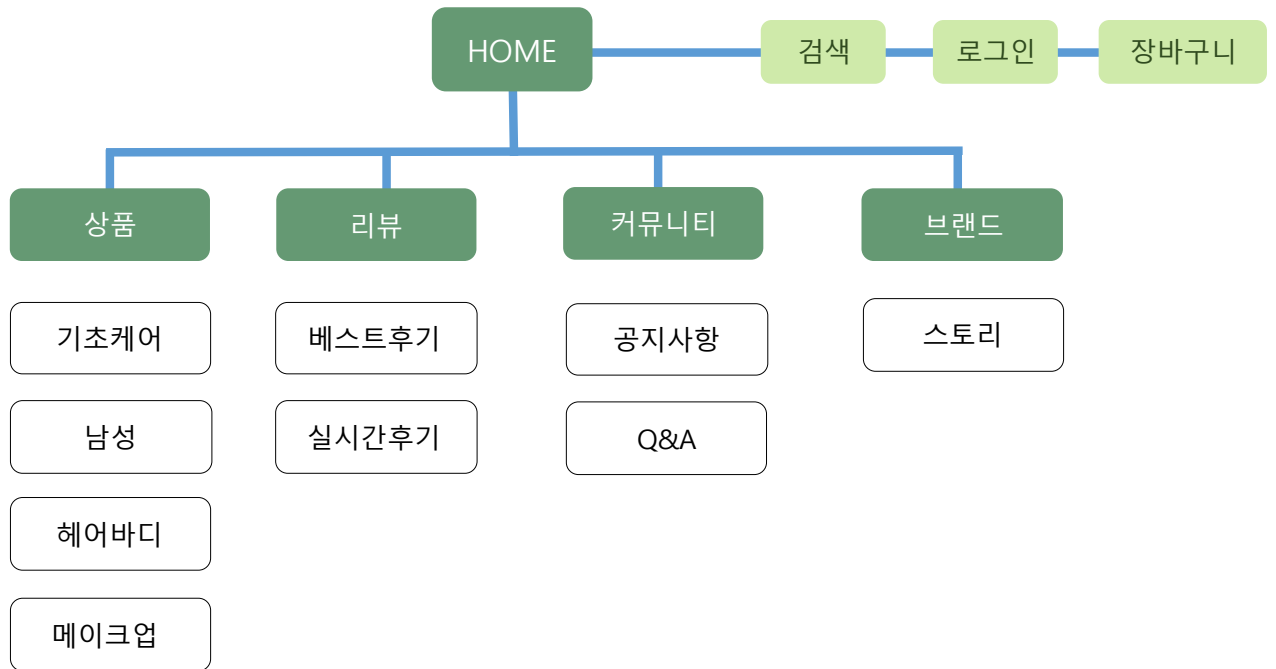 HOME
검색
로그인
장바구니
상품
리뷰
커뮤니티
브랜드
기초케어
베스트후기
공지사항
스토리
남성
실시간후기
Q&A
헤어바디
메이크업